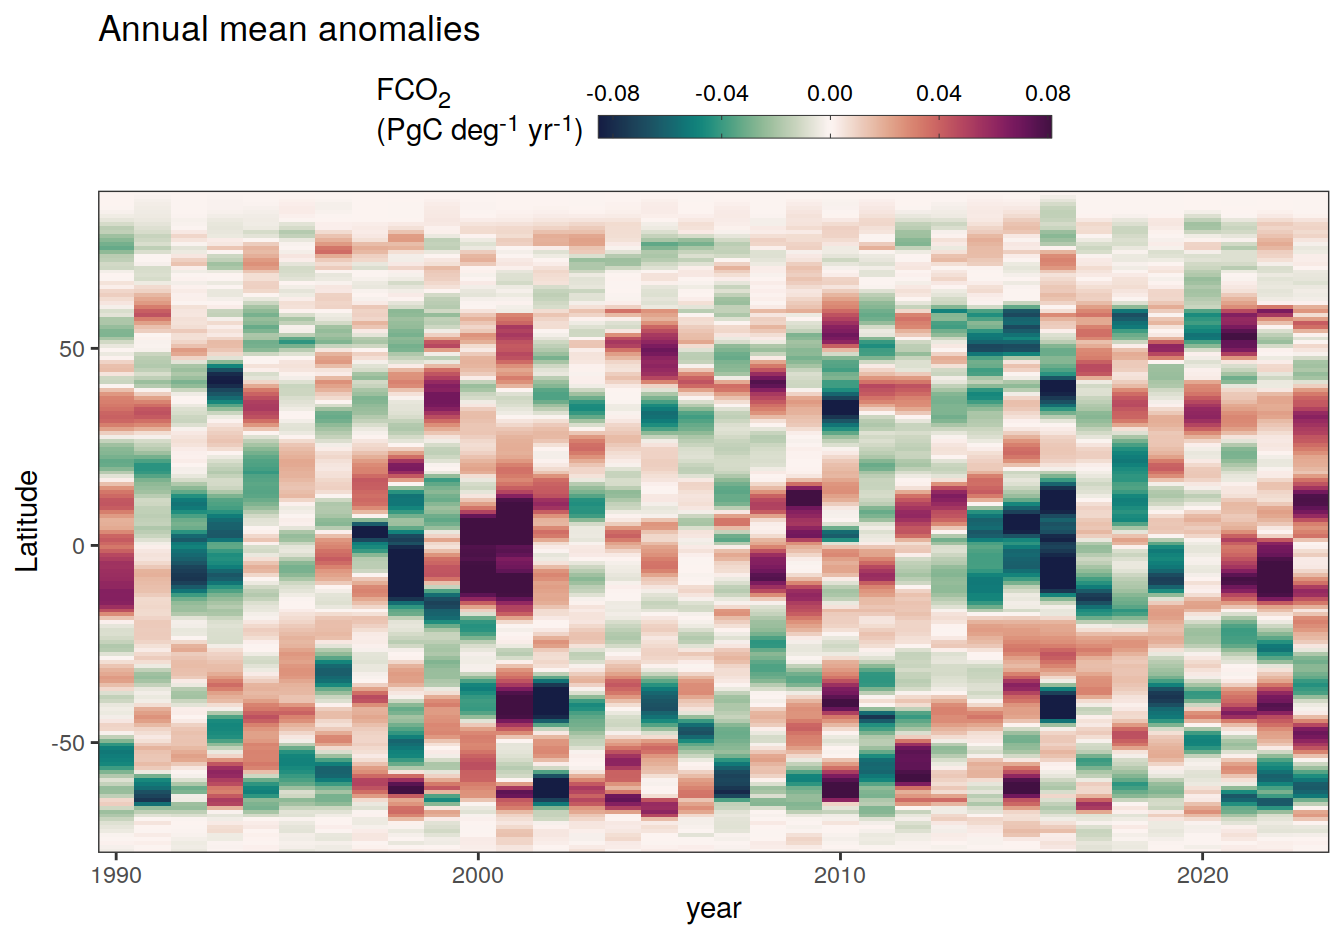 Annual mean anomalies
FCO₂
(PgC deg⁻¹ yr⁻¹)
-0.08 -0.04 0.00 0.04 0.08
Latitude
50
0
-50
1990 2000 2010 2020
year